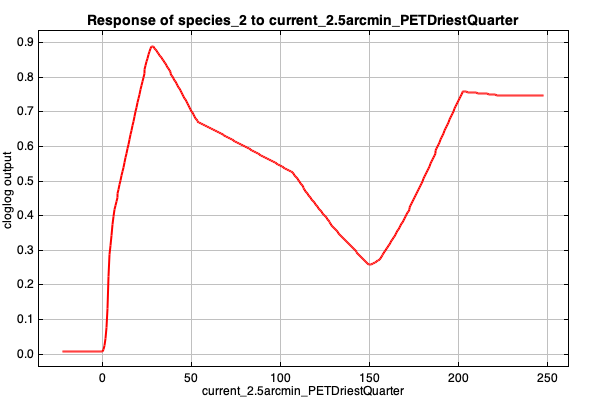 Response of species_2 to current_2.5arcmin_PETDriestQuarter
cloglog output
0.9
0.8
0.7
0.6
0.5
0.4
0.3
0.2
0.1
0.0
0 50 100 150 200 250
current_2.5arcmin_PETDriestQuarter